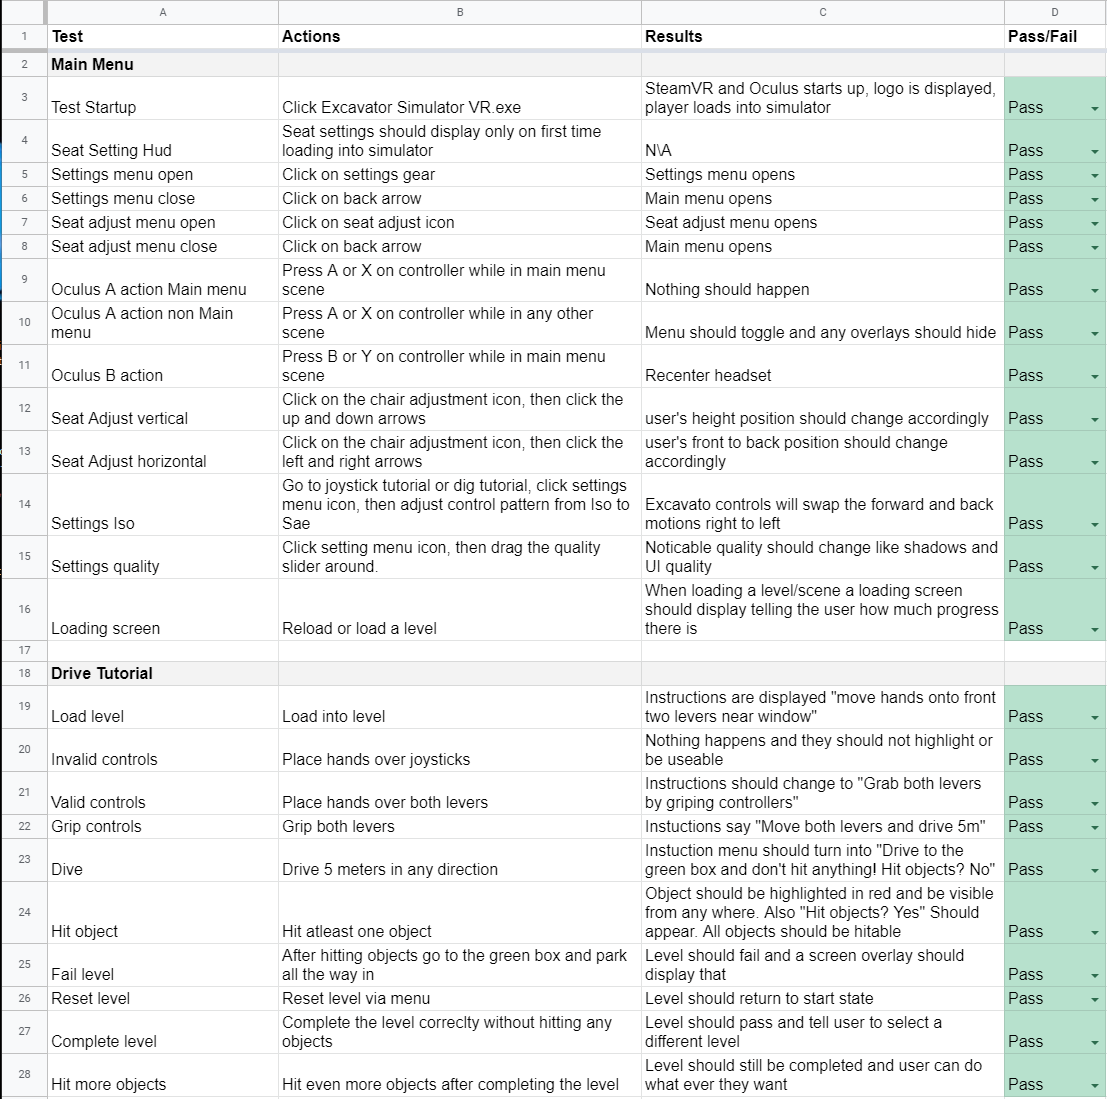 A B C D
1 Test Actions Results Pass/Fail
2 Main Menu
3 SteamVR and Oculus starts up, logo is displayed,
Test Startup Click Excavator Simulator VR.exe player loads into simulator Pass
4 Seat settings should display only on first time
Seat Setting Hud loading into simulator N\A Pass
5 Settings menu open Click on settings gear Settings menu opens Pass
6 Settings menu close Click on back arrow Main menu opens Pass
7 Seat adjust menu open Click on seat adjust icon Seat adjust menu opens Pass
8 Seat adjust menu close Click on back arrow Main menu opens Pass
9 Press A or X on controller while in main menu
Oculus A action Main menu scene Nothing should happen Pass
10 Oculus A action non Main Press A or X on controller while in any other
menu scene Menu should toggle and any overlays should hide Pass
11 Press B or Y on controller while in main menu
Oculus B action scene Recenter headset Pass
12 Click on the chair adjustment icon, then click the
Seat Adjust vertical up and down arrows user's height position should change accordingly Pass
13 Click on the chair adjustment icon, then click the user's front to back position should change
Seat Adjust horizontal left and right arrows accordingly Pass
14 Go to joystick tutorial or dig tutorial, click settings
menu icon, then adjust control pattern from Iso to Excavato controls will swap the forward and back
Settings Iso Sae motions right to left Pass
15 Click setting menu icon, then drag the quality Noticable quality should change like shadows and
Settings quality slider around. UI quality Pass
16 When loading a level/scene a loading screen
should display telling the user how much progress
Loading screen Reload or load a level there is Pass
17
18 Drive Tutorial
19 Instructions are displayed "move hands onto front
Load level Load into level two levers near window" Pass
20 Nothing happens and they should not highlight or
Invalid controls Place hands over joysticks be useable Pass
21 Instructions should change to "Grab both levers
Valid controls Place hands over both levers by griping controllers" Pass
22 Grip controls Grip both levers Instuctions say "Move both levers and drive 5m" Pass
23 Instuction menu should turn into "Drive to the
Dive Drive 5 meters in any direction green box and don't hit anything! Hit objects? No" Pass
24 Object should be highlighted in red and be visible
from any where. Also "Hit objects? Yes" Should
Hit object Hit atleast one object appear. All objects should be hitable Pass
25 After hitting objects go to the green box and park Level should fail and a screen overlay should
Fail level all the way in display that Pass
26 Reset level Reset level via menu Level should return to start state Pass
27 Complete the level correclty without hitting any Level should pass and tell user to select a
Complete level objects different level Pass
28 Level should still be completed and user can do
Hit more objects Hit even more objects after completing the level what ever they want Pass